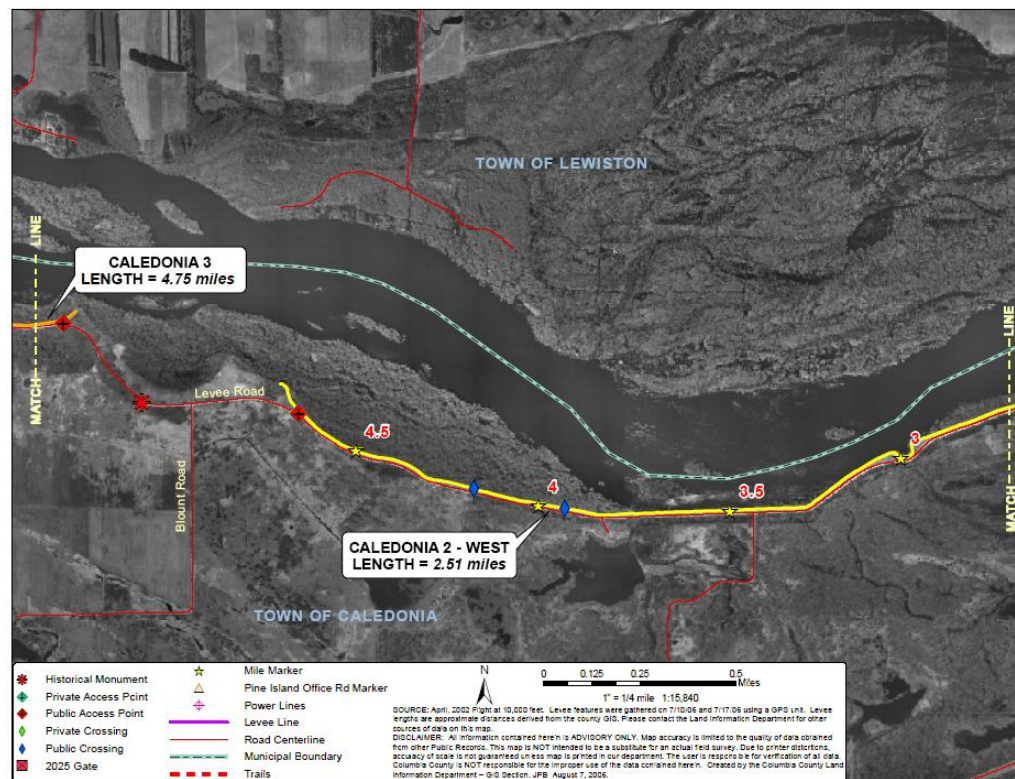 TOWN OF LEWISTON
MATCH LINE
CALEDONIA 3
LENGTH = 4.75 miles
MATCH LINE
Levee Road
4.5
3
Blount Road
4
3.5
CALEDONIA 2 - WEST
LENGTH = 2.51 miles
TOWN OF CALEDONIA
Historical Monument
Private Access Point
Public Access Point
Private Crossing
Public Crossing
2025 Gate
Mile Marker
Pine Island Office Rd Marker
Power Lines
Levee Line
Road Centerline
Municipal Boundary
Trails
N
0 0.125 0.25 0.5
Miles
1" = 1/4 mile 1:15,840
SOURCE: April, 2002 Flight at 10,000 feet. Levee features were gathered on 7/10/06 and 7/17/06 using a GPS unit. Levee
lengths are approximate distances derived from the county GIS. Please contact the Land Information Department for other
sources of data on this map.
DISCLAIMER: All information contained herein is ADVISORY ONLY. Map accuracy is limited to the quality of data obtained
from other Public Records. This map is NOT intended to be a substitute for an actual field survey. Due to printer distortions,
accuracy of scale is not guaranteed unless map is printed in our department. The user is responsible for verification of all data.
Columbia County is NOT responsible for the improper use of the data contained herein. Created by the Columbia County Land
Information Department – GIS Section. JPB August 7, 2006.